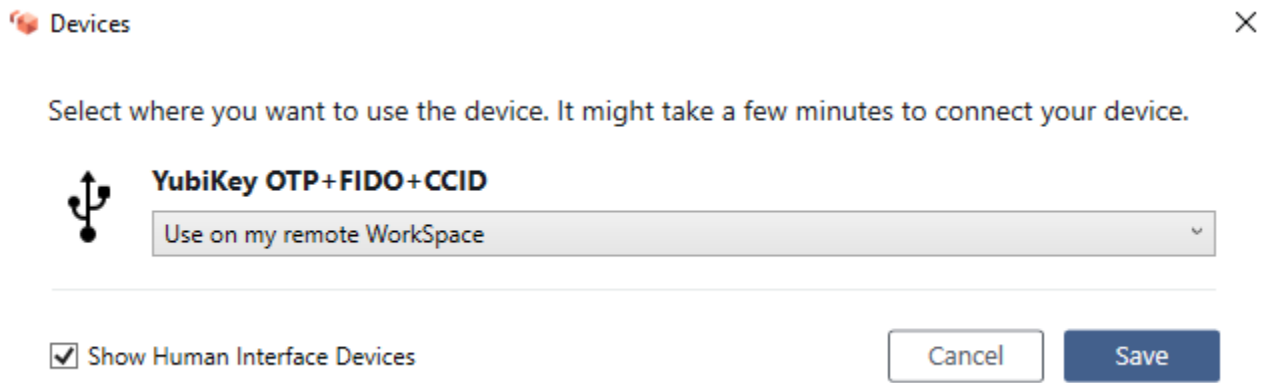 Devices
Select where you want to use the device. It might take a few minutes to connect your device.
YubiKey OTP+FIDO+CCID
Use on my remote WorkSpace
Show Human Interface Devices
Cancel
Save